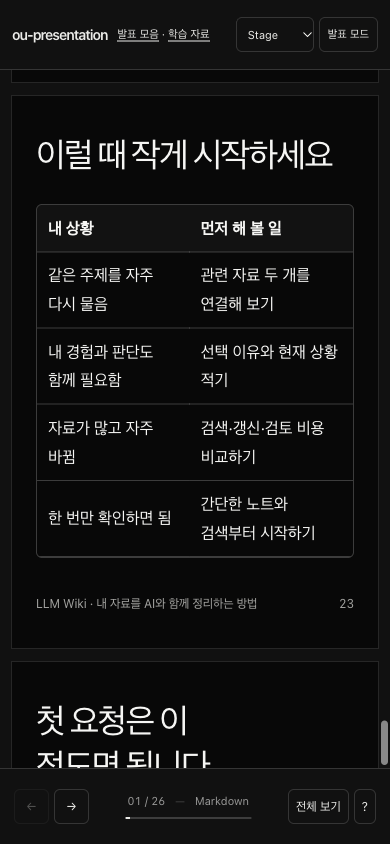 ou-presentation 발표 모음 · 학습 자료 Stage 발표 모드
이럴 때 작게 시작하세요
내 상황 먼저 해 볼 일
같은 주제를 자주 관련 자료 두 개를
다시 물음 연결해 보기
내 경험과 판단도 선택 이유와 현재 상황
함께 필요함 적기
자료가 많고 자주 검색·갱신·검토 비용
바뀜 비교하기
한 번만 확인하면 됨 간단한 노트와
검색부터 시작하기
LLM Wiki · 내 자료를 AI와 함께 정리하는 방법 23
첫 요청은 이
정도면 됩니다
← → 01 / 26 — Markdown 전체 보기 ?